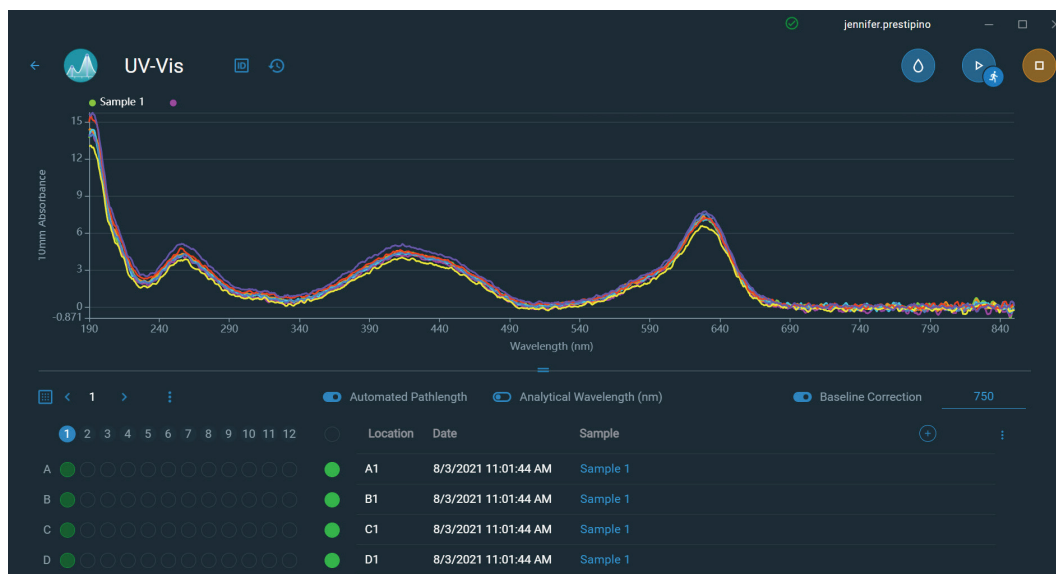 jennifer.prestipino
UV-Vis
ID
Sample 1
10mm Absorbance
15
12
9
6
3
0
-0.871
190 240 290 340 390 440 490 540 590 640 690 740 790 840
Wavelength (nm)
1
Automated Pathlength
Analytical Wavelength (nm)
Baseline Correction
750
1 2 3 4 5 6 7 8 9 10 11 12
Location Date Sample
A A1 8/3/2021 11:01:44 AM Sample 1
B B1 8/3/2021 11:01:44 AM Sample 1
C C1 8/3/2021 11:01:44 AM Sample 1
D D1 8/3/2021 11:01:44 AM Sample 1